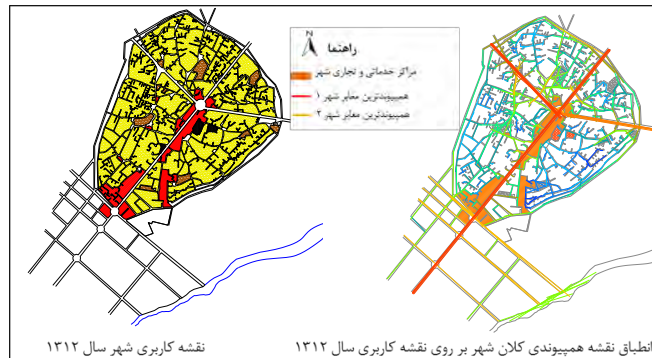 راهنما
N
مراکز خدماتی و تجاری شهر
همپیوندترین معابر شهر ۱
همپیوندترین معابر شهر ۲
انطباق نقشه همپیوندی کلان شهر بر روی نقشه کاربری سال ۱۳۱۲
نقشه کاربری شهر سال ۱۳۱۲